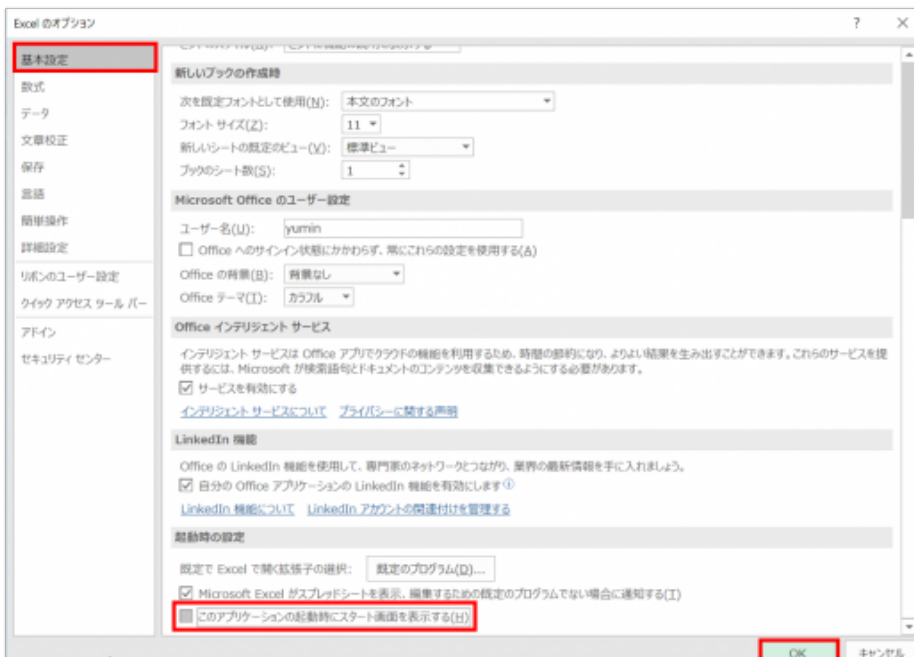 Excel のオプション
基本設定
数式
データ
文章校正
保存
言語
簡単操作
詳細設定
リボンのユーザー設定
クイック アクセス ツール バー
アドイン
セキュリティ センター
新しいブックの作成時
次を既定フォントとして使用(N): 本文のフォント
フォント サイズ(Z): 11
新しいシートの既定のビュー(V): 標準ビュー
ブックのシート数(S): 1
Microsoft Office のユーザー設定
ユーザー名(U): yumin
Office へのサインイン状態にかかわらず、常にこれらの設定を使用する(A)
Office の背景(B): 背景なし
Office テーマ(T): カラフル
Office インテリジェント サービス
インテリジェント サービスは Office アプリでクラウドの機能を利用するため、時間の節約になり、よりよい結果を生み出すことができます。これらのサービスを提
供するには、Microsoft が検索語句とドキュメントのコンテンツを収集できるようにする必要があります。
サービスを有効にする
インテリジェント サービスについて プライバシーに関する声明
LinkedIn 機能
Office の LinkedIn 機能を使用して、専門家のネットワークとつながり、業界の最新情報を手に入れましょう。
自分の Office アプリケーションの LinkedIn 機能を有効にします
LinkedIn 機能について LinkedIn アカウントの関連付けを管理する
起動時の設定
既定で Excel で開く拡張子の選択: 既定のプログラム(D)...
Microsoft Excel がスプレッドシートを表示、編集するための既定のプログラムでない場合に通知する(T)
このアプリケーションの起動時にスタート画面を表示する(H)
OK キャンセル